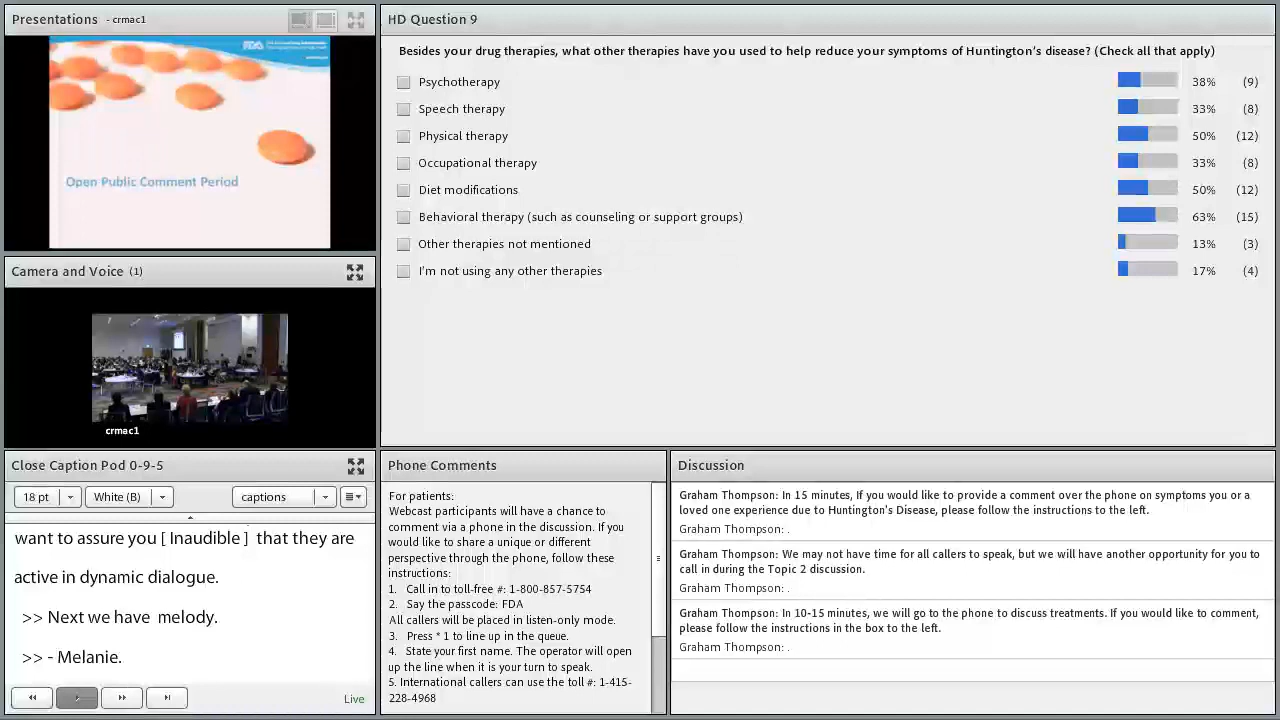 Presentations - crmac1
FDA
Open Public Comment Period
Camera and Voice (1)
crmac1
Close Caption Pod 0-9-5
18 pt
White (B)
captions
want to assure you [ Inaudible ]  that they are
active in dynamic dialogue.
>> Next we have  melody.
>> - Melanie.
Live
HD Question 9
Besides your drug therapies, what other therapies have you used to help reduce your symptoms of Huntington's disease? (Check all that apply)
Psychotherapy 38% (9)
Speech therapy 33% (8)
Physical therapy 50% (12)
Occupational therapy 33% (8)
Diet modifications 50% (12)
Behavioral therapy (such as counseling or support groups) 63% (15)
Other therapies not mentioned 13% (3)
I'm not using any other therapies 17% (4)
Phone Comments
For patients:
Webcast participants will have a chance to
comment via a phone in the discussion. If you
would like to share a unique or different
perspective through the phone, follow these
instructions:
1. Call in to toll-free #: 1-800-857-5754
2. Say the passcode: FDA
All callers will be placed in listen-only mode.
3. Press * 1 to line up in the queue.
4. State your first name. The operator will open
up the line when it is your turn to speak.
5. International callers can use the toll #: 1-415-
228-4968
Discussion
Graham Thompson: In 15 minutes, If you would like to provide a comment over the phone on symptoms you or a
loved one experience due to Huntington's Disease, please follow the instructions to the left.
Graham Thompson: .
Graham Thompson: We may not have time for all callers to speak, but we will have another opportunity for you to
call in during the Topic 2 discussion.
Graham Thompson: .
Graham Thompson: In 10-15 minutes, we will go to the phone to discuss treatments. If you would like to comment,
please follow the instructions in the box to the left.
Graham Thompson: .